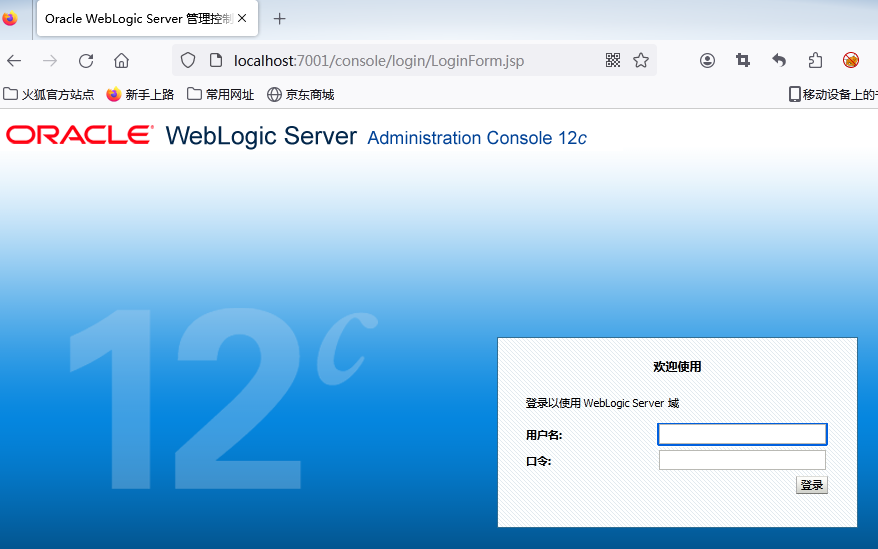 Oracle WebLogic Server 管理控制
localhost:7001/console/login/LoginForm.jsp
火狐官方站点 新手上路 常用网址 京东商城 移动设备上的
ORACLE WebLogic Server Administration Console 12c
12c
欢迎使用
登录以使用 WebLogic Server 域
用户名:
口令:
登录